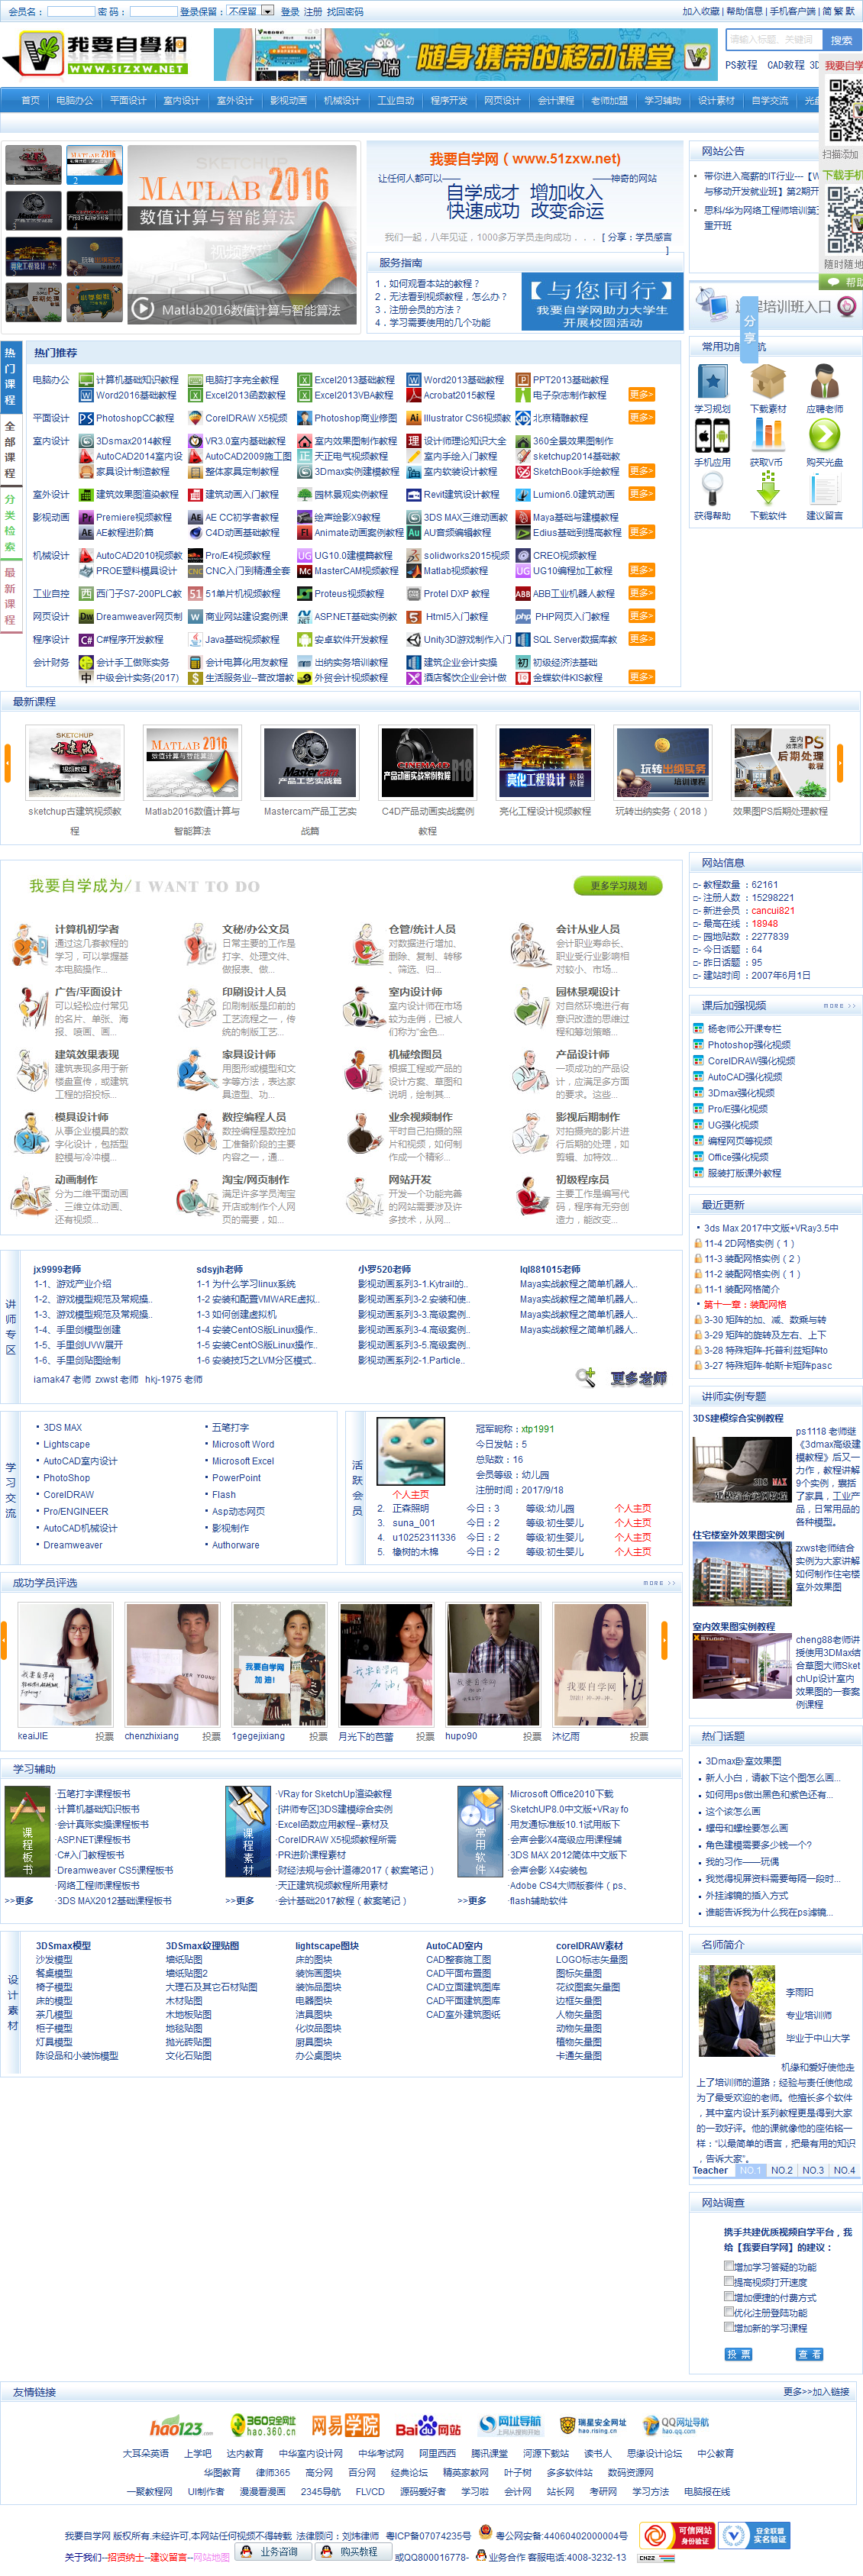 会员名： 密 码： 登录保留：不保留 登录 注册 找回密码
加入收藏 | 帮助信息 | 手机客户端 | 简 繁 默
我要自學網
WWW.51ZXW.NET
手机客户端 随身携带的移动课堂
请输入标题、关键词 搜索
PS教程 CAD教程
首页 电脑办公 平面设计 室内设计 室外设计 影视动画 机械设计 工业自动 程序开发 网页设计 会计课程 老师加盟 学习辅助 设计素材 自学交流
MATLAB 2016
数值计算与智能算法
Matlab2016数值计算与智能算法
我要自学网（www.51zxw.net)
让任何人都可以—— ——神奇的网站
自学成才 增加收入
快速成功 改变命运
我们一起，八年见证，1000多万学员走向成功 . . . [ 分享：学员感言 ]
服务指南
1．如何观看本站的教程？
2．无法看到视频教程，怎么办？
3．注册会员的方法？
4．学习需要使用的几个功能
【与您同行】
我要自学网助力大学生
开展校园活动
网站公告
扫描添加
下载手机
随时随地
分享
热门课程
全部课程
分类检索
最新课程
热门推荐
电脑办公 计算机基础知识教程 电脑打字完全教程 Excel2013基础教程 Word2013基础教程 PPT2013基础教程
Word2016基础教程 Excel2013函数教程 Excel2013VBA教程 Acrobat2015教程 电子杂志制作教程 更多>
平面设计 PhotoshopCC教程 CorelDRAW X5视频 Photoshop商业修图 Illustrator CS6视频教 北京精雕教程 更多>
室内设计 3Dsmax2014教程 VR3.0室内基础教程 室内效果图制作教程 设计师理论知识大全 360全景效果图制作
AutoCAD2014室内设 AutoCAD2009施工图 天正电气视频教程 室内手绘入门教程 sketchup2014基础教
家具设计制造教程 整体家具定制教程 3Dmax实例建模教程 室内软装设计教程 SketchBook手绘教程 更多>
室外设计 建筑效果图渲染教程 建筑动画入门教程 园林景观实例教程 Revit建筑设计教程 Lumion6.0建筑动画 更多>
影视动画 Premiere视频教程 AE CC初学者教程 绘声绘影X9教程 3DS MAX三维动画教 Maya基础与建模教程
AE教程进阶篇 C4D动画基础教程 Animate动画案例教程 AU音频编辑教程 Edius基础到提高教程 更多>
机械设计 AutoCAD2010视频教 Pro/E4视频教程 UG10.0建模篇教程 solidworks2015视频 CREO视频教程
PROE塑料模具设计 CNC入门到精通全套 MasterCAM视频教程 Matlab视频教程 UG10编程加工教程 更多>
工业自控 西门子S7-200PLC教 51单片机视频教程 Proteus视频教程 Protel DXP 教程 ABB工业机器人教程 更多>
网页设计 Dreamweaver网页制 商业网站建设案例课 ASP.NET基础实例教 Html5入门教程 PHP网页入门教程 更多>
程序设计 C#程序开发教程 Java基础视频教程 安卓软件开发教程 Unity3D游戏制作入门 SQL Server数据库教 更多>
会计财务 会计手工做账实务 会计电算化用友教程 出纳实务培训教程 建筑企业会计实操 初级经济法基础
中级会计实务(2017) 生活服务业--营改增教 外贸会计视频教程 酒店餐饮企业会计做 金蝶软件KIS教程 更多>
学习规划 下载素材 应聘老师
手机应用 获取V币 购买光盘
获得帮助 下载软件 建议留言
最新课程
sketchup古建筑视频教程
Matlab2016数值计算与智能算法
Mastercam产品工艺实战篇
C4D产品动画实战案例教程
亮化工程设计视频教程
玩转出纳实务（2018）
效果图PS后期处理教程
我要自学成为/ I WANT TO DO
更多学习规划
计算机初学者
通过这几套教程的学习，可以掌握基本电脑操作...
文秘/办公文员
日常主要的工作是打字、处理文件、做报表、做...
仓管/统计人员
对数据进行增加、删除、复制、转移、筛选、归...
会计从业人员
会计职业寿命长、职业受行业影响相对较小、市场...
广告/平面设计
可以轻松应付常见的名片、单张、海报、喷画、画...
印刷设计人员
印刷制版是印前的工艺流程之一，传统的制版工艺...
室内设计师
室内设计师在市场较为走俏，已被人们称为“金色...
园林景观设计
对自然环境进行有意识改造的思维过程和筹划策略...
建筑效果表现
建筑表现多用于新楼盘宣传，或建筑工程的招投标...
家具设计师
用图形或模型和文字等方法，表达家具造型、功...
机械绘图员
根据工程或产品的设计方案、草图和说明，绘制其...
产品设计师
一项成功的产品设计，应满足多方面的要求。这些...
模具设计师
从事企业模具的数字化设计，包括型腔模与冷冲模...
数控编程人员
数控编程是数控加工准备阶段的主要内容之一，通...
业余视频制作
平时自己拍摄的照片和视频，如何制作成一个精彩...
影视后期制作
对拍摄完的影片进行后期的处理，如剪辑、加特效...
动画制作
分为二维平面动画、三维立体动画、还有视频...
淘宝/网页制作
满足许多学员淘宝开店或制作个人网页的需要，如...
网站开发
开发一个功能完善的网站需要涉及许多技术，从网...
初级程序员
主要工作是编写代码，程序有无穷创造力，能改变...
网站信息
教程数量 ：62161
注册人数 ：15298221
新进会员 ：cancui821
最高在线 ：18948
园地贴数 ：2277839
今日话题 ：64
昨日话题 ：95
建站时间 ：2007年6月1日
课后加强视频 MORE >>
杨老师公开课专栏
Photoshop强化视频
CorelDRAW强化视频
AutoCAD强化视频
3Dmax强化视频
Pro/E强化视频
UG强化视频
编程网页等视频
Office强化视频
服装打版课外教程
最近更新
3ds Max 2017中文版+VRay3.5中
11-4 2D网格实例（1）
11-3 装配网格实例（2）
11-2 装配网格实例（1）
11-1 装配网格简介
第十一章：装配网格
3-30 矩阵的加、减、数乘与转
3-29 矩阵的旋转及左右、上下
3-28 特殊矩阵-托普利兹矩阵to
3-27 特殊矩阵-帕斯卡矩阵pasc
讲师专区
jx9999老师 sdsyjh老师 小罗520老师 lql881015老师
1-1、游戏产业介绍 1-1 为什么学习linux系统 影视动画系列3-1.Kytrail的.. Maya实战教程之简单机器人..
1-2、游戏模型规范及常规操.. 1-2 安装和配置VMWARE虚拟.. 影视动画系列3-2.安装和使.. Maya实战教程之简单机器人..
1-3、游戏模型规范及常规操.. 1-3 如何创建虚拟机 影视动画系列3-3.高级案例.. Maya实战教程之简单机器人..
1-4、手里剑模型创建 1-4 安装CentOS版Linux操作.. 影视动画系列3-4.高级案例.. Maya实战教程之简单机器人..
1-5、手里剑UVW展开 1-5 安装CentOS版Linux操作.. 影视动画系列3-5.高级案例..
1-6、手里剑贴图绘制 1-6 安装技巧之LVM分区模式.. 影视动画系列2-1.Particle..
iamak47 老师 zxwst 老师 hkj-1975 老师
更多老师
学习交流
3DS MAX 五笔打字
Lightscape Microsoft Word
AutoCAD室内设计 Microsoft Excel
PhotoShop PowerPoint
CorelDRAW Flash
Pro/ENGINEER Asp动态网页
AutoCAD机械设计 影视制作
Dreamweaver Authorware
活跃会员
冠军昵称：xtp1991
今日发帖：5
总贴数：16
会员等级：幼儿园
注册时间：2017/9/18
个人主页
2. 正森照明 今日：3 等级:幼儿园 个人主页
3. suna_001 今日：2 等级:初生婴儿 个人主页
4. u10252311336 今日：2 等级:初生婴儿 个人主页
5. 橡树的木棉 今日：2 等级:初生婴儿 个人主页
讲师实例专题
3DS建模综合实例教程
ps1118 老师继《3dmax高级建模教程》后又一力作，教程讲解9个实例，囊括了家具，工业产品，日常用品的各种模型。
住宅楼室外效果图实例
zxwst老师结合实例为大家讲解如何制作住宅楼室外效果图
室内效果图实例教程
cheng88老师讲授使用3DMax结合草图大师SketchUp设计室内效果图的一套案例课程
成功学员评选 MORE >>
keaiJIE 投票 chenzhixiang 投票 1gegejixiang 投票 月光下的芭蕾 投票 hupo90 投票 沐忆雨 投票
学习辅助
课程板书
·五笔打字课程板书
·计算机基础知识板书
·会计真账实操课程板书
·ASP.NET课程板书
·C#入门教程板书
·Dreamweaver CS5课程板书
·网络工程师课程板书
>>更多 ·3DS MAX2012基础课程板书
课程素材
·VRay for SketchUp渲染教程
·[讲师专区]3DS建模综合实例
·Excel函数应用教程--素材及
·CorelDRAW X5视频教程所需
·PR进阶课程素材
·财经法规与会计道德2017（教案笔记）
·天正建筑视频教程所用素材
>>更多 ·会计基础2017教程（教案笔记）
常用软件
·Microsoft Office2010下载
·SketchUP8.0中文版+VRay fo
·用友通标准版10.1试用版下
·会声会影X4高级应用课程辅
·3DS MAX 2012简体中文版下
·会声会影 X4安装包
·Adobe CS4大师版套件（ps、
>>更多 ·flash辅助软件
热门话题
3Dmax卧室效果图
新人小白，请教下这个图怎么画...
如何用ps做出黑色和紫色还有...
这个该怎么画
螺母和螺栓要怎么画
角色建模需要多少钱一个?
我的习作——玩偶
我觉得视屏资料需要每隔一段时...
外挂滤镜的插入方式
谁能告诉我为什么我在ps滤镜...
设计素材
3DSmax模型 3DSmax纹理贴图 lightscape图块 AutoCAD室内 corelDRAW素材
沙发模型 墙纸贴图 床的图块 CAD整套施工图 LOGO标志矢量图
餐桌模型 墙纸贴图2 装饰画图块 CAD平面布置图 图标矢量图
椅子模型 大理石及其它石材贴图 装饰品图块 CAD立面建筑图库 花纹图案矢量图
床的模型 木材贴图 电器图块 CAD平面建筑图库 边框矢量图
茶几模型 木地板贴图 洁具图块 CAD室外建筑图纸 人物矢量图
柜子模型 地毯贴图 化妆品图块 动物矢量图
灯具模型 抛光砖贴图 厨具图块 植物矢量图
陈设品和小装饰模型 文化石贴图 办公桌图块 卡通矢量图
名师简介
李雨阳
专业培训师
毕业于中山大学
机缘和爱好使他走上了培训师的道路；经验与责任使他成为了最受欢迎的老师。他擅长多个软件，其中室内设计系列教程更是得到大家的一致好评。他的课就像他的座佑铭一样：“以最简单的语言，把最有用的知识，告诉大家”。
Teacher NO.1 NO.2 NO.3 NO.4
网站调查
携手共建优质视频自学平台，我给【我要自学网】的建议：
增加学习答疑的功能
提高视频打开速度
增加便捷的付费方式
优化注册登陆功能
增加新的学习课程
投 票 查 看
友情链接 更多>>加入链接
hao123.com 360安全网址 hao.360.cn 网易学院 Baidu网站 网址导航 瑞星安全网址 hao.rising.cn QQ网址导航
大耳朵英语 上学吧 达内教育 中华室内设计网 中华考试网 阿里西西 腾讯课堂 河源下载站 读书人 思缘设计论坛 中公教育
华图教育 律师365 高分网 百分网 经典论坛 精英家教网 叶子树 多多软件站 数码资源网
一聚教程网 UI制作者 漫漫看漫画 2345导航 FLVCD 源码爱好者 学习啦 会计网 站长网 考研网 学习方法 电脑报在线
我要自学网 版权所有.未经许可,本网站任何视频不得转载 法律顾问：刘炜律师 粤ICP备07074235号 粤公网安备:44060402000004号
可信网站 身份验证 安全联盟 实名验证
关于我们--招贤纳士--建议留言--网站地图 业务咨询 购买教程 或QQ800016778- 业务合作 客服电话:4008-3232-13 CNZZ